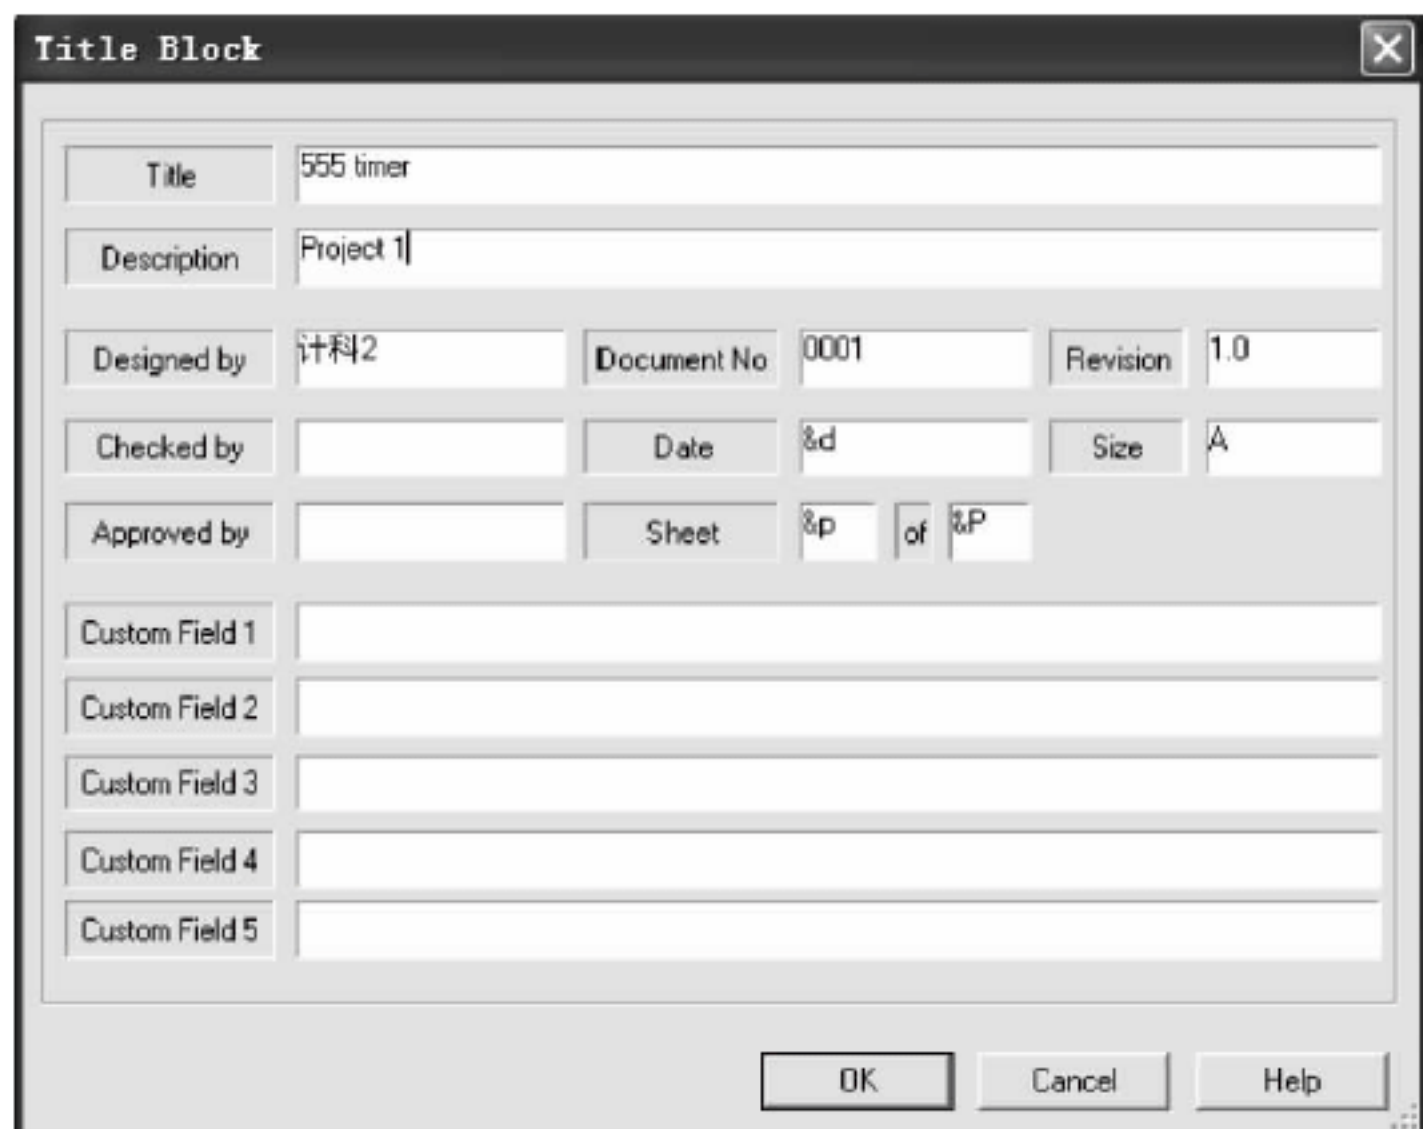 Title Block
Title 555 timer
Description Project 1
Designed by 计科2 Document No 0001 Revision 1.0
Checked by Date &d Size A
Approved by Sheet &p of &P
Custom Field 1
Custom Field 2
Custom Field 3
Custom Field 4
Custom Field 5
OK Cancel Help